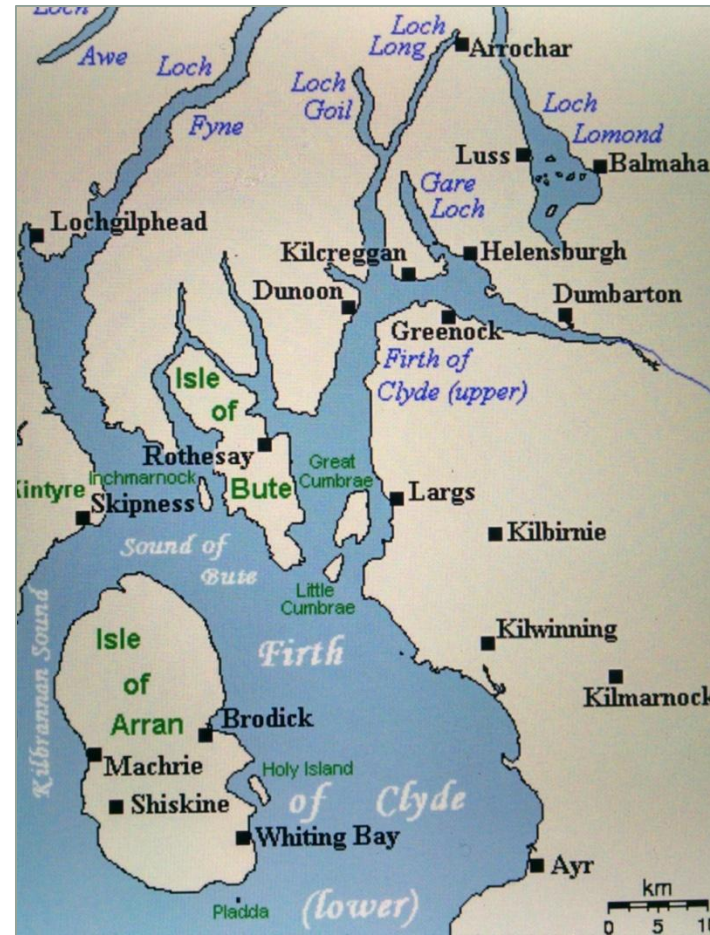 Loch
Awe
Loch
Fyne
Loch
Long
Arrochar
Loch
Goil
Loch
Lomond
Luss
Balmaha
Gare
Loch
Lochgilphead
Kilcreggan
Helensburgh
Dunoon
Dumbarton
Greenock
Firth of
Clyde (upper)
Isle
of
Bute
Rothesay
Great
Cumbrae
Inchmarnock
intyre
Skipness
Largs
Kilbirnie
Sound of
Bute
Little
Cumbrae
Kilbrannan Sound
Isle
of
Arran
Firth
of Clyde
(lower)
Kilwinning
Kilmarnock
Brodick
Machrie
Holy Island
Shiskine
Whiting Bay
Ayr
Pladda
km
0 5 10